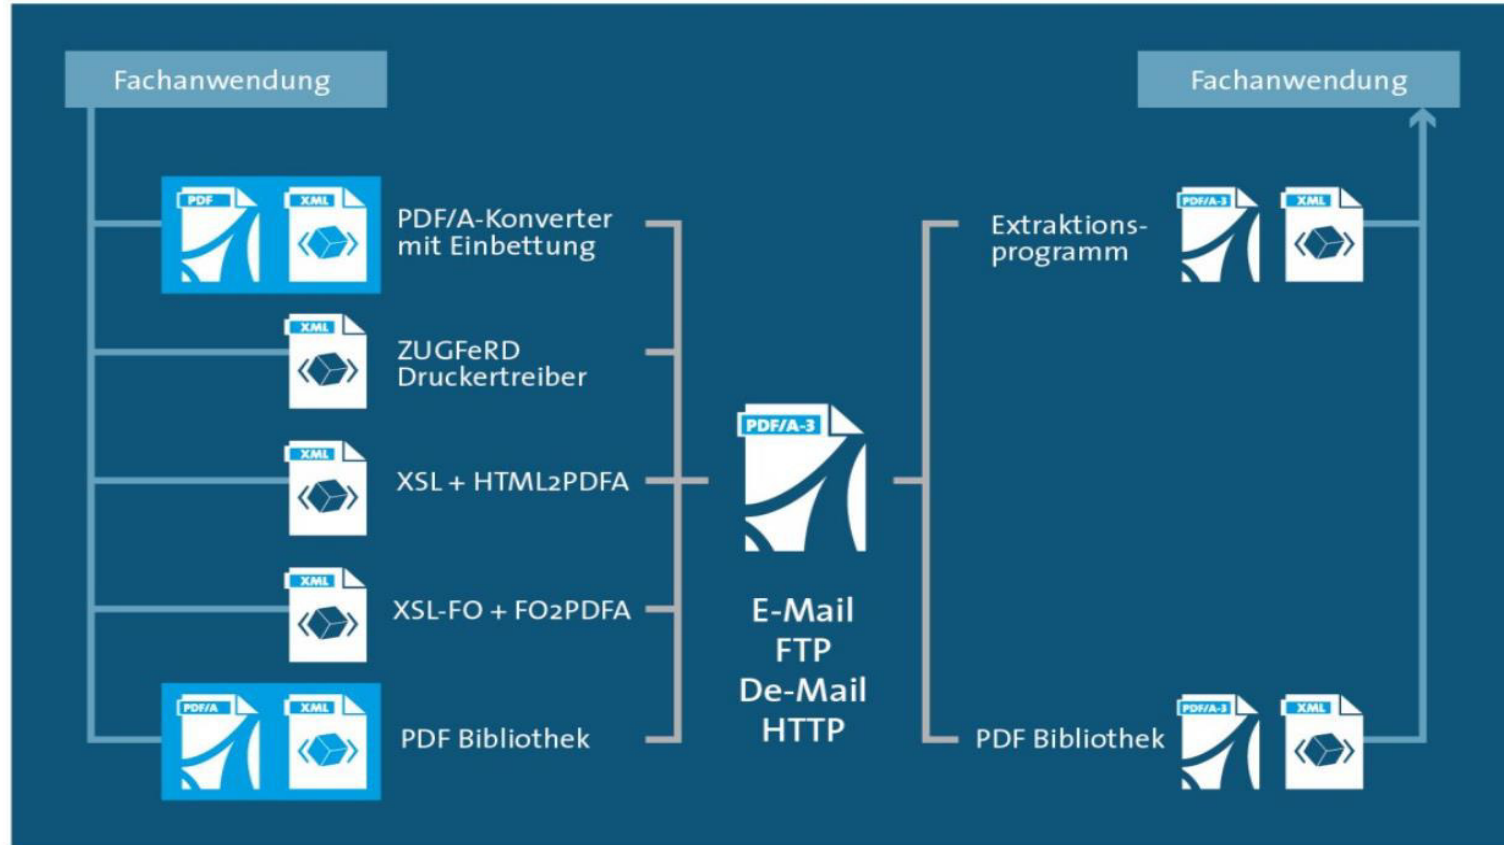 Fachanwendung
PDF
XML
PDF/A-Konverter
mit Einbettung
XML
ZUGFeRD
Druckertreiber
XML
XSL + HTML2PDFA
XML
XSL-FO + FO2PDFA
PDF/A
XML
PDF Bibliothek
PDF/A-3
E-Mail
FTP
De-Mail
HTTP
Fachanwendung
Extraktions-
programm
PDF/A-3
XML
PDF Bibliothek
PDF/A-3
XML